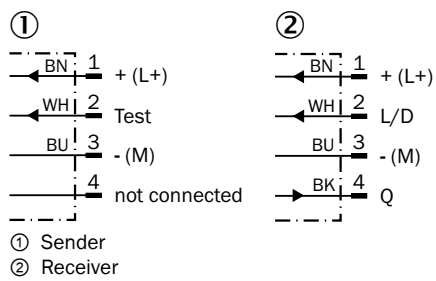 ① ②
BN 1 + (L+) BN 1 + (L+)
WH 2 Test WH 2 L/D
BU 3 - (M) BU 3 - (M)
4 not connected BK 4 Q
① Sender
② Receiver